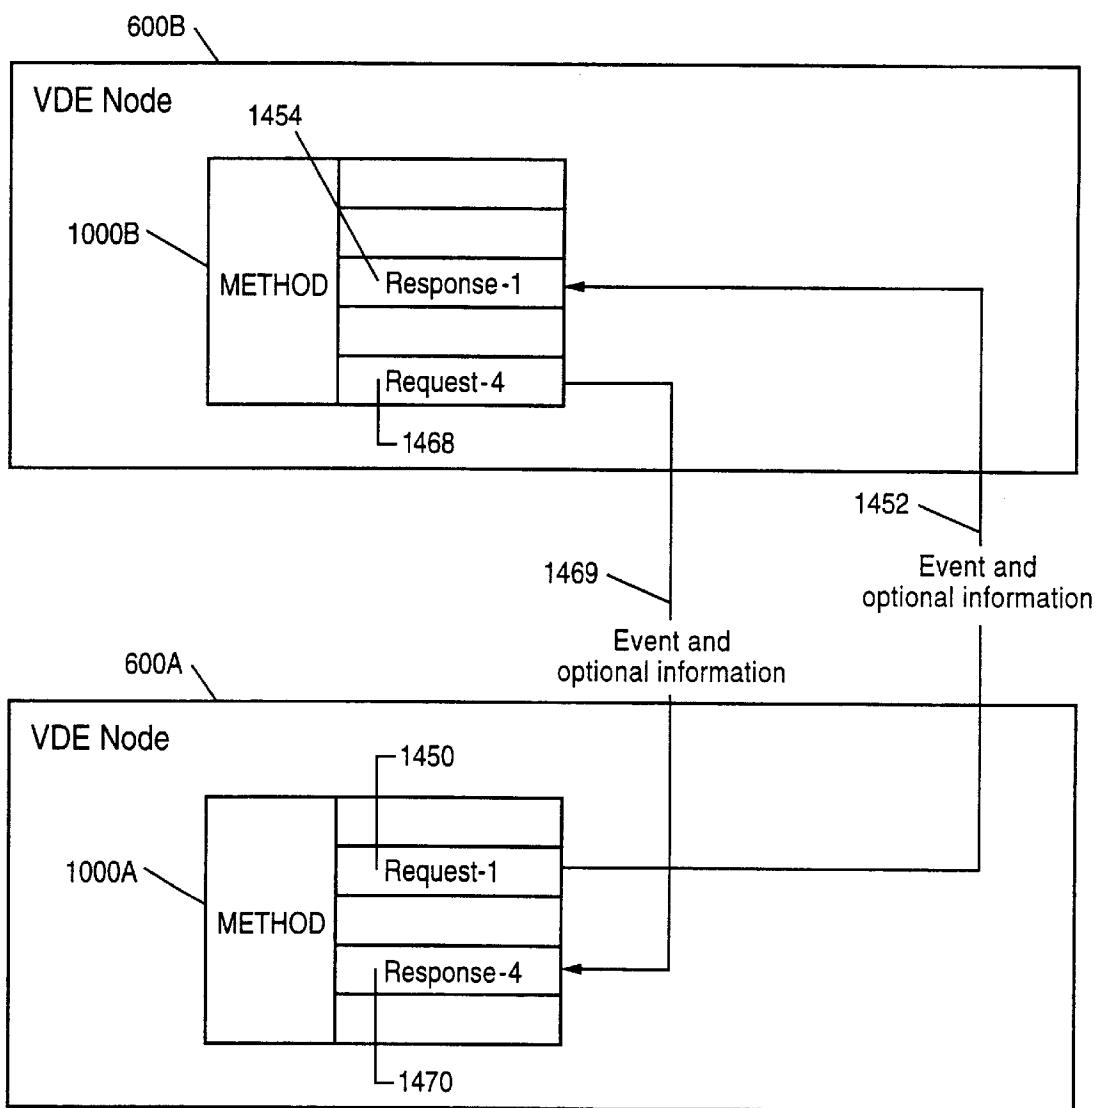 600B
VDE Node
1454
1000B
METHOD
Response-1
Request-4
1468
1452
Event and
optional information
1469
Event and
optional information
600A
VDE Node
1450
1000A
METHOD
Request-1
Response-4
1470